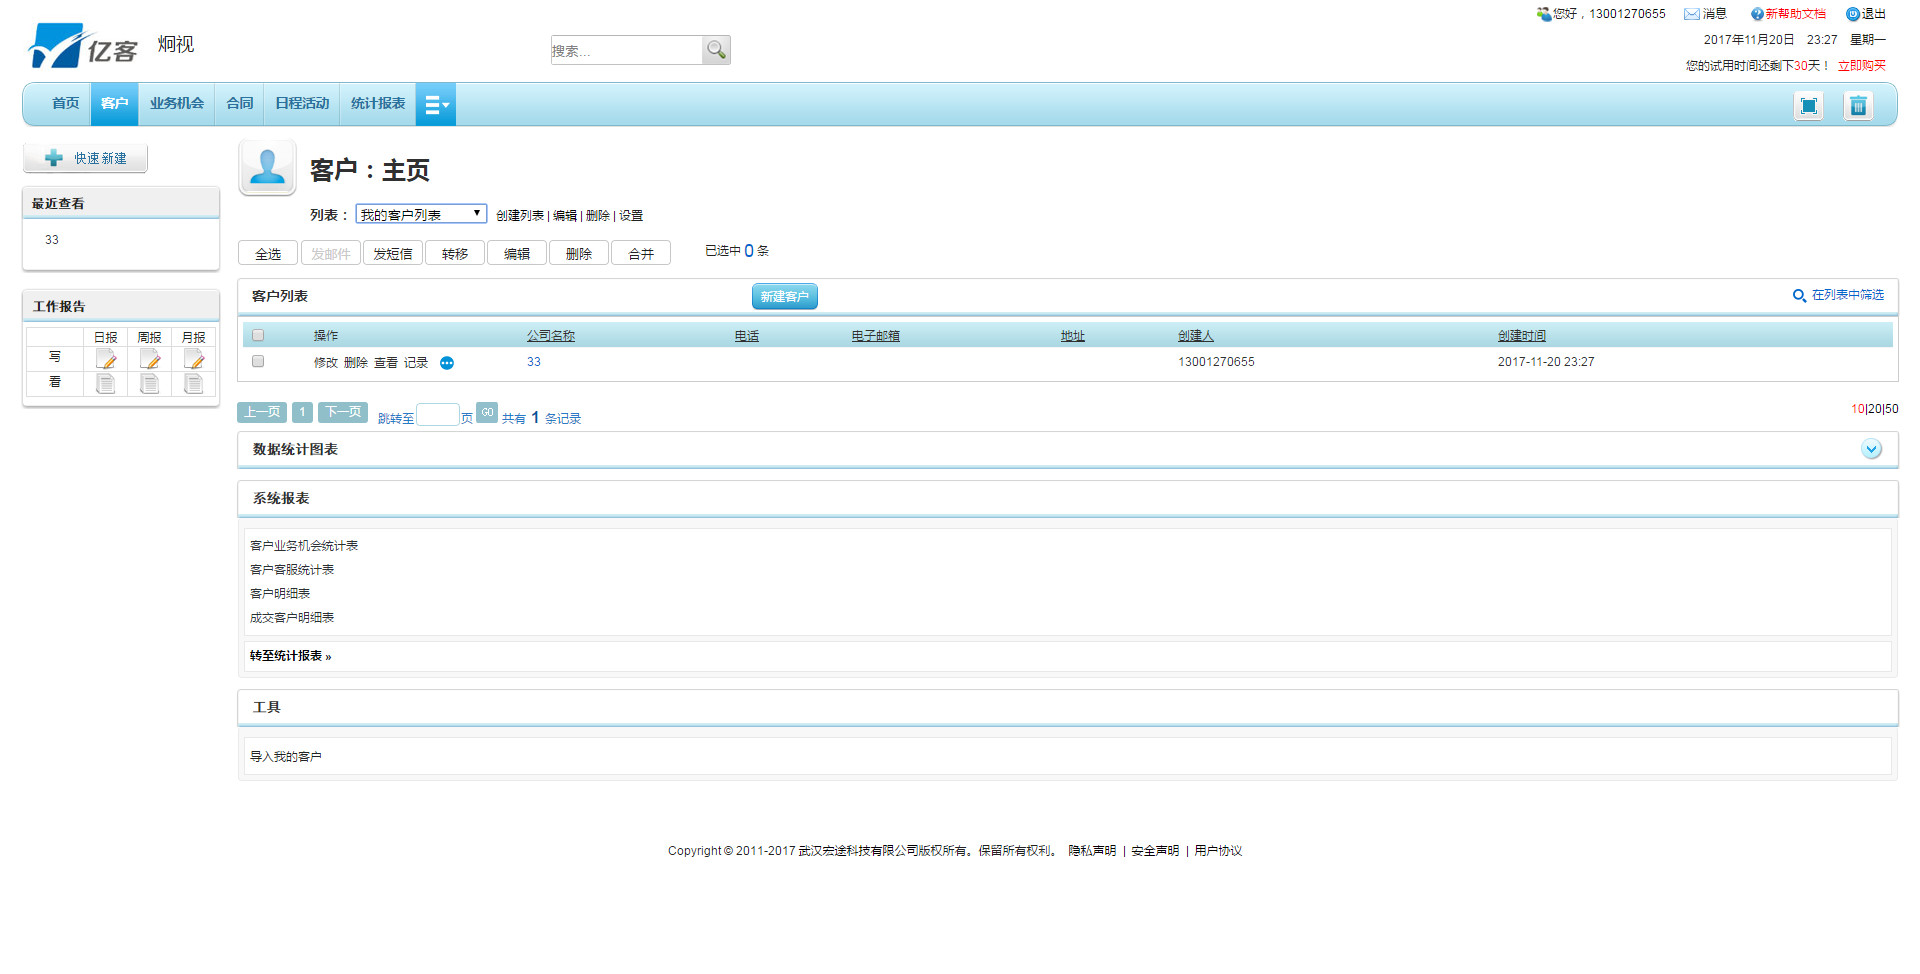 您好，13001270655 消息 新帮助文档 退出
亿客 炯视
搜索...
2017年11月20日 23:27 星期一
您的试用时间还剩下30天！ 立即购买
首页 客户 业务机会 合同 日程活动 统计报表
快速新建
最近查看
33
工作报告
日报 周报 月报
写
看
客户：主页
列表： 我的客户列表 创建列表 | 编辑 | 删除 | 设置
全选 发邮件 发短信 转移 编辑 删除 合并 已选中 0 条
客户列表 新建客户 在列表中筛选
操作 公司名称 电话 电子邮箱 地址 创建人 创建时间
修改 删除 查看 记录 33 13001270655 2017-11-20 23:27
上一页 1 下一页 跳转至 页 GO 共有 1 条记录 10|20|50
数据统计图表
系统报表
客户业务机会统计表
客户客服统计表
客户明细表
成交客户明细表
转至统计报表 »
工具
导入我的客户
Copyright © 2011-2017 武汉宏途科技有限公司版权所有。保留所有权利。 隐私声明 | 安全声明 | 用户协议